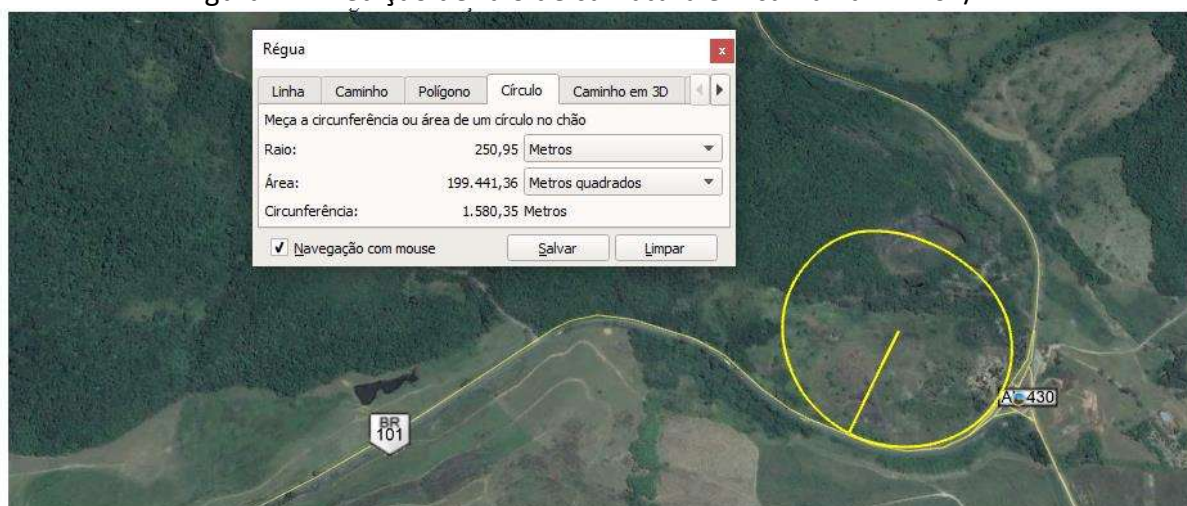 Régua
x
Linha Caminho Polígono Círculo Caminho em 3D
Meça a circunferência ou área de um círculo no chão
Raio: 250,95 Metros
Área: 199.441,36 Metros quadrados
Circunferência: 1.580,35 Metros
Navegação com mouse Salvar Limpar
430
BR
101